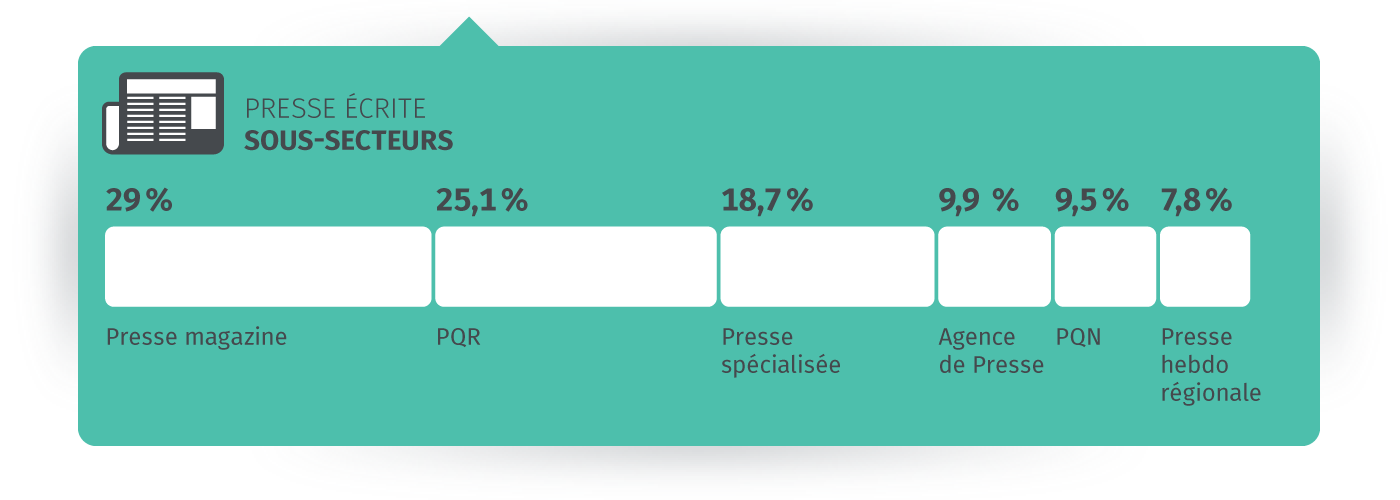 PRESSE ÉCRITE
SOUS-SECTEURS
29 %
25,1 %
18,7 %
9,9 %
9,5 %
7,8 %
Presse magazine
PQR
Presse
spécialisée
Agence
de Presse
PQN
Presse
hebdo
régionale